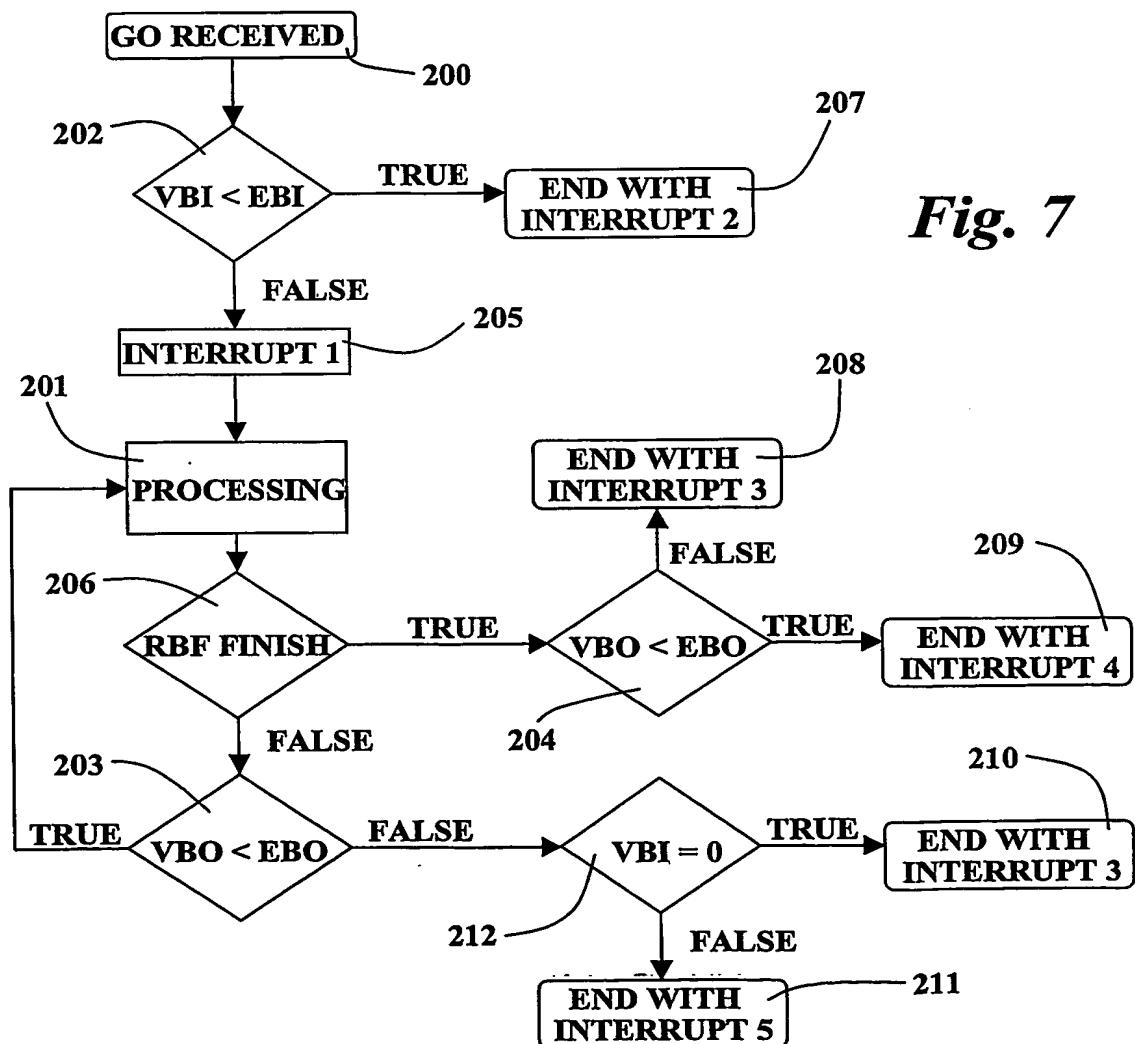 GO RECEIVED
200
202
207
VBI < EBI
TRUE
END WITH
INTERRUPT 2
Fig. 7
FALSE
205
INTERRUPT 1
201
208
PROCESSING
END WITH
INTERRUPT 3
FALSE
206
209
RBF FINISH
TRUE
VBO < EBO
TRUE
END WITH
INTERRUPT 4
204
FALSE
203
210
TRUE
VBO < EBO
FALSE
VBI = 0
TRUE
END WITH
INTERRUPT 3
212
FALSE
211
END WITH
INTERRUPT 5